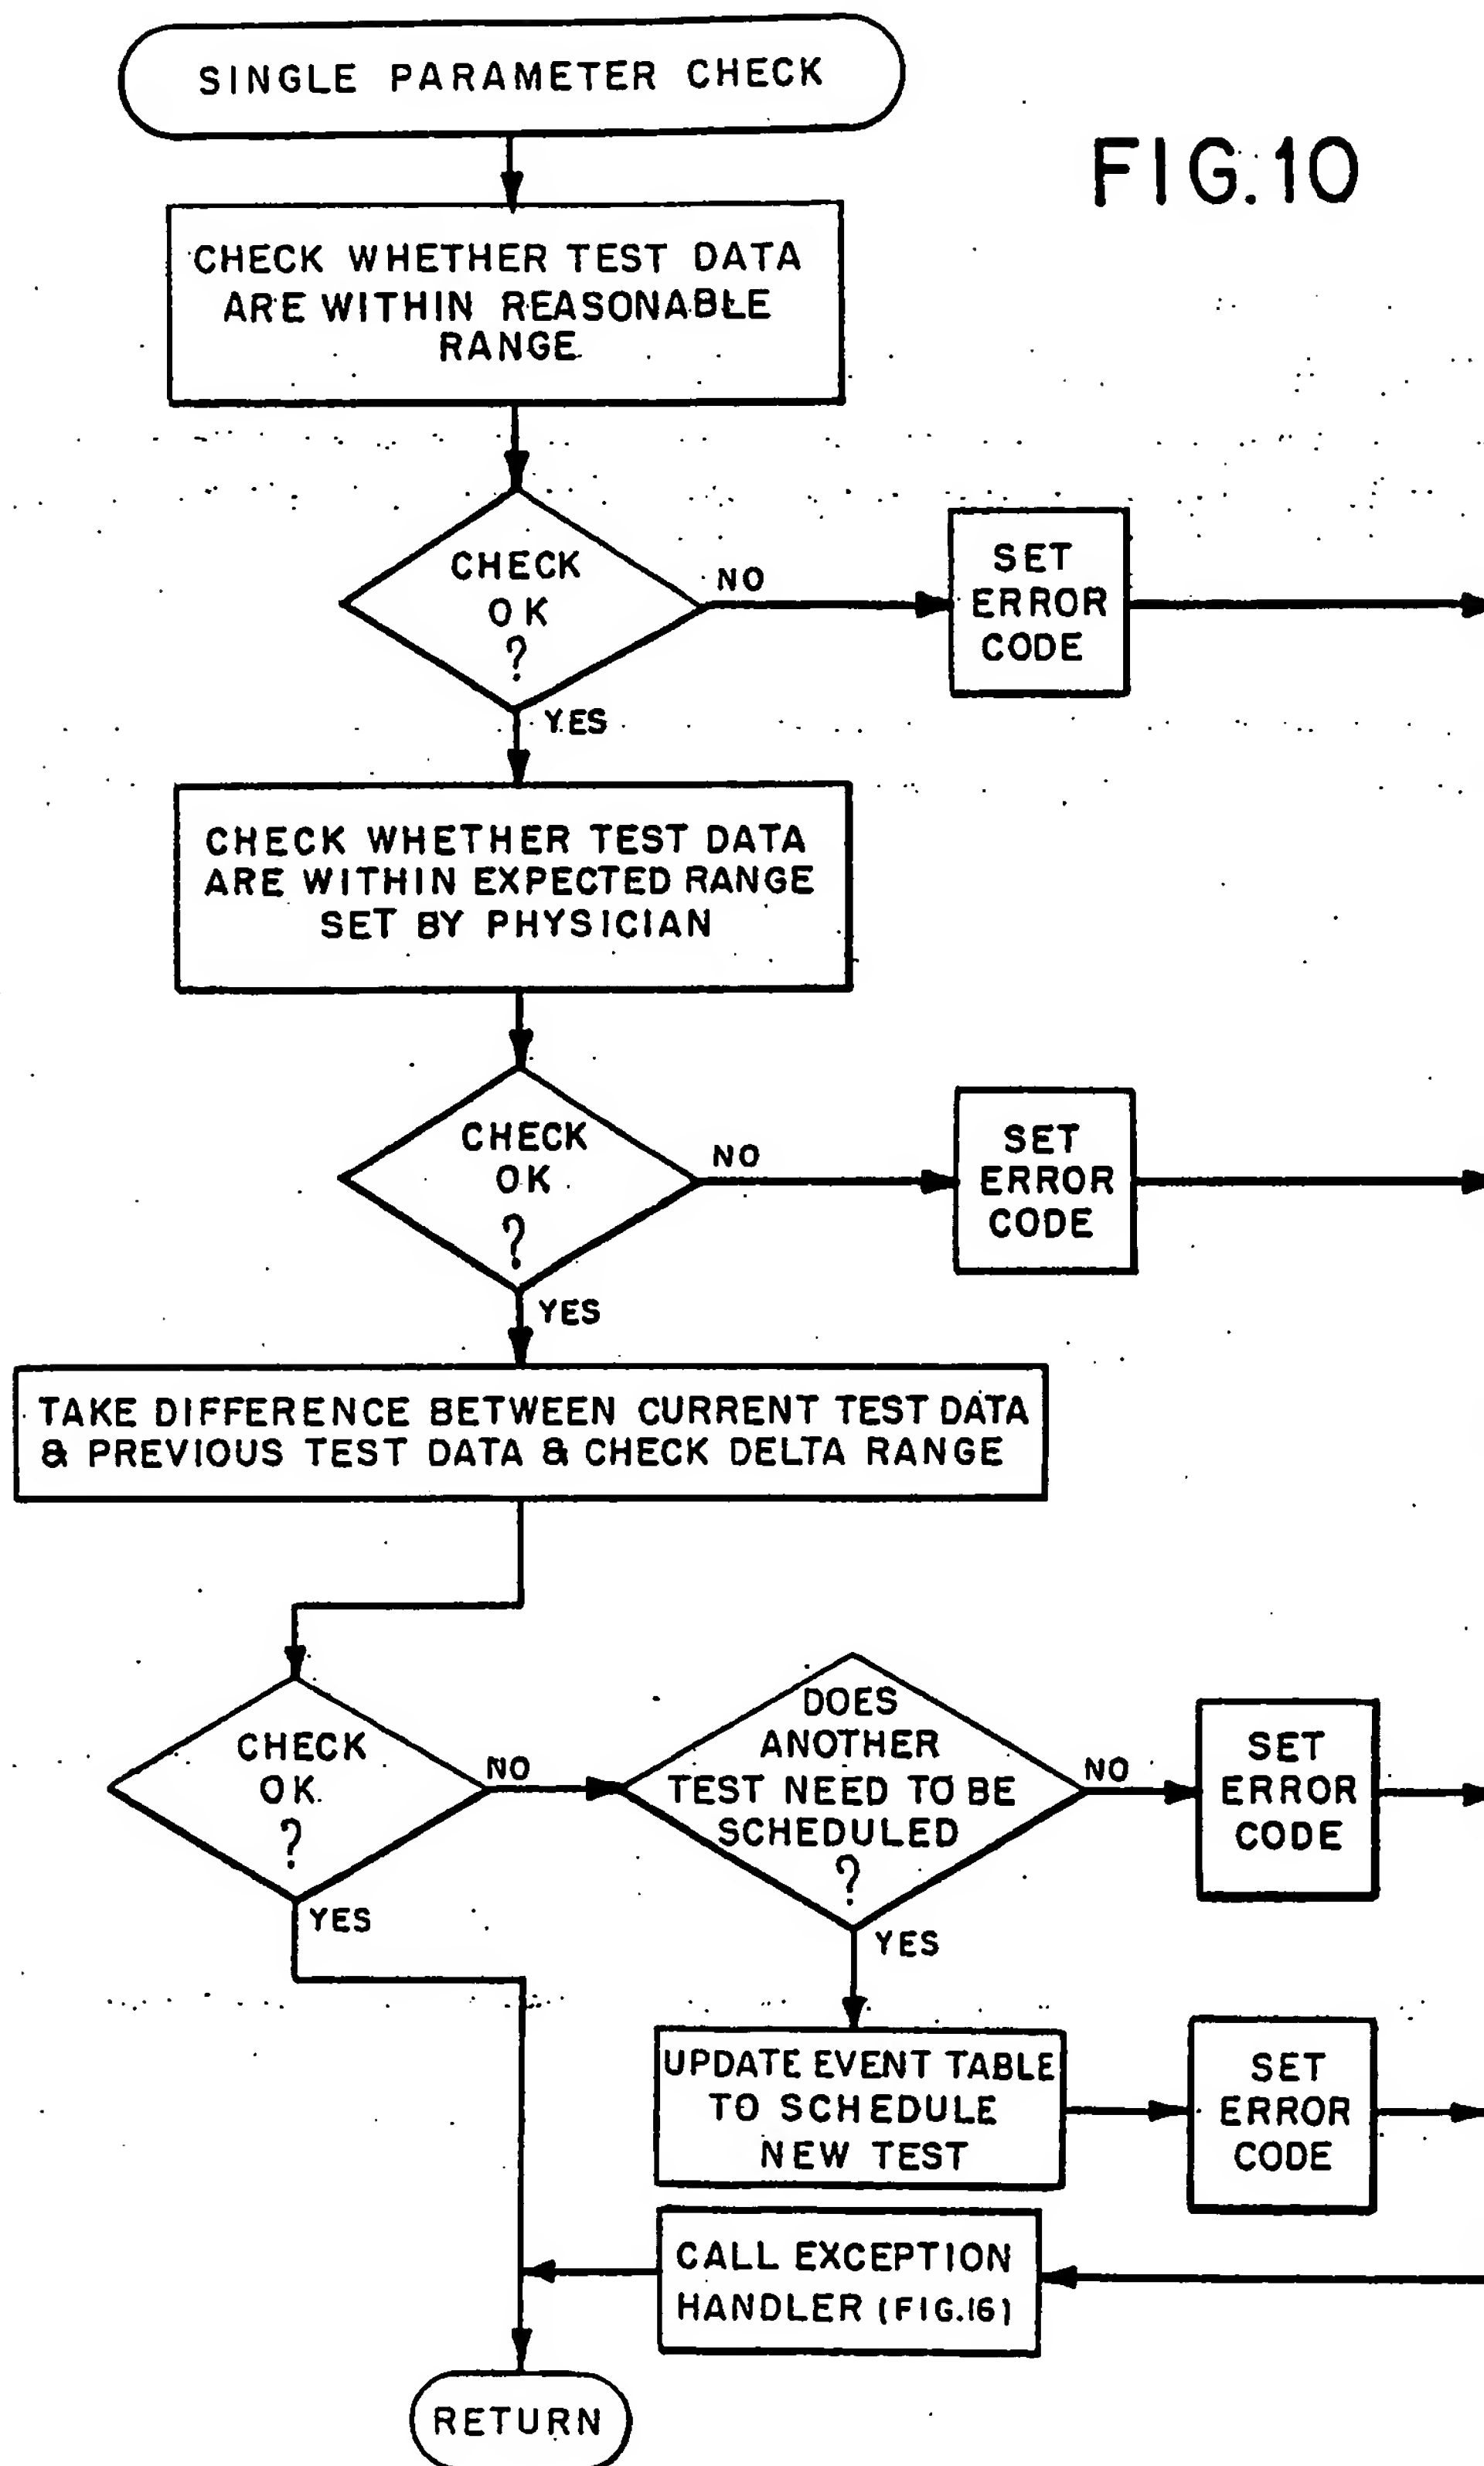 SINGLE PARAMETER CHECK
FIG. 10
CHECK WHETHER TEST DATA
ARE WITHIN REASONABLE
RANGE
CHECK
OK
?
NO
SET
ERROR
CODE
YES
CHECK WHETHER TEST DATA
ARE WITHIN EXPECTED RANGE
SET BY PHYSICIAN
CHECK
OK
?
NO
SET
ERROR
CODE
YES
TAKE DIFFERENCE BETWEEN CURRENT TEST DATA
& PREVIOUS TEST DATA & CHECK DELTA RANGE
CHECK
OK
?
NO
DOES
ANOTHER
TEST NEED TO BE
SCHEDULED
?
NO
SET
ERROR
CODE
YES
YES
UPDATE EVENT TABLE
TO SCHEDULE
NEW TEST
SET
ERROR
CODE
CALL EXCEPTION
HANDLER (FIG.16)
RETURN